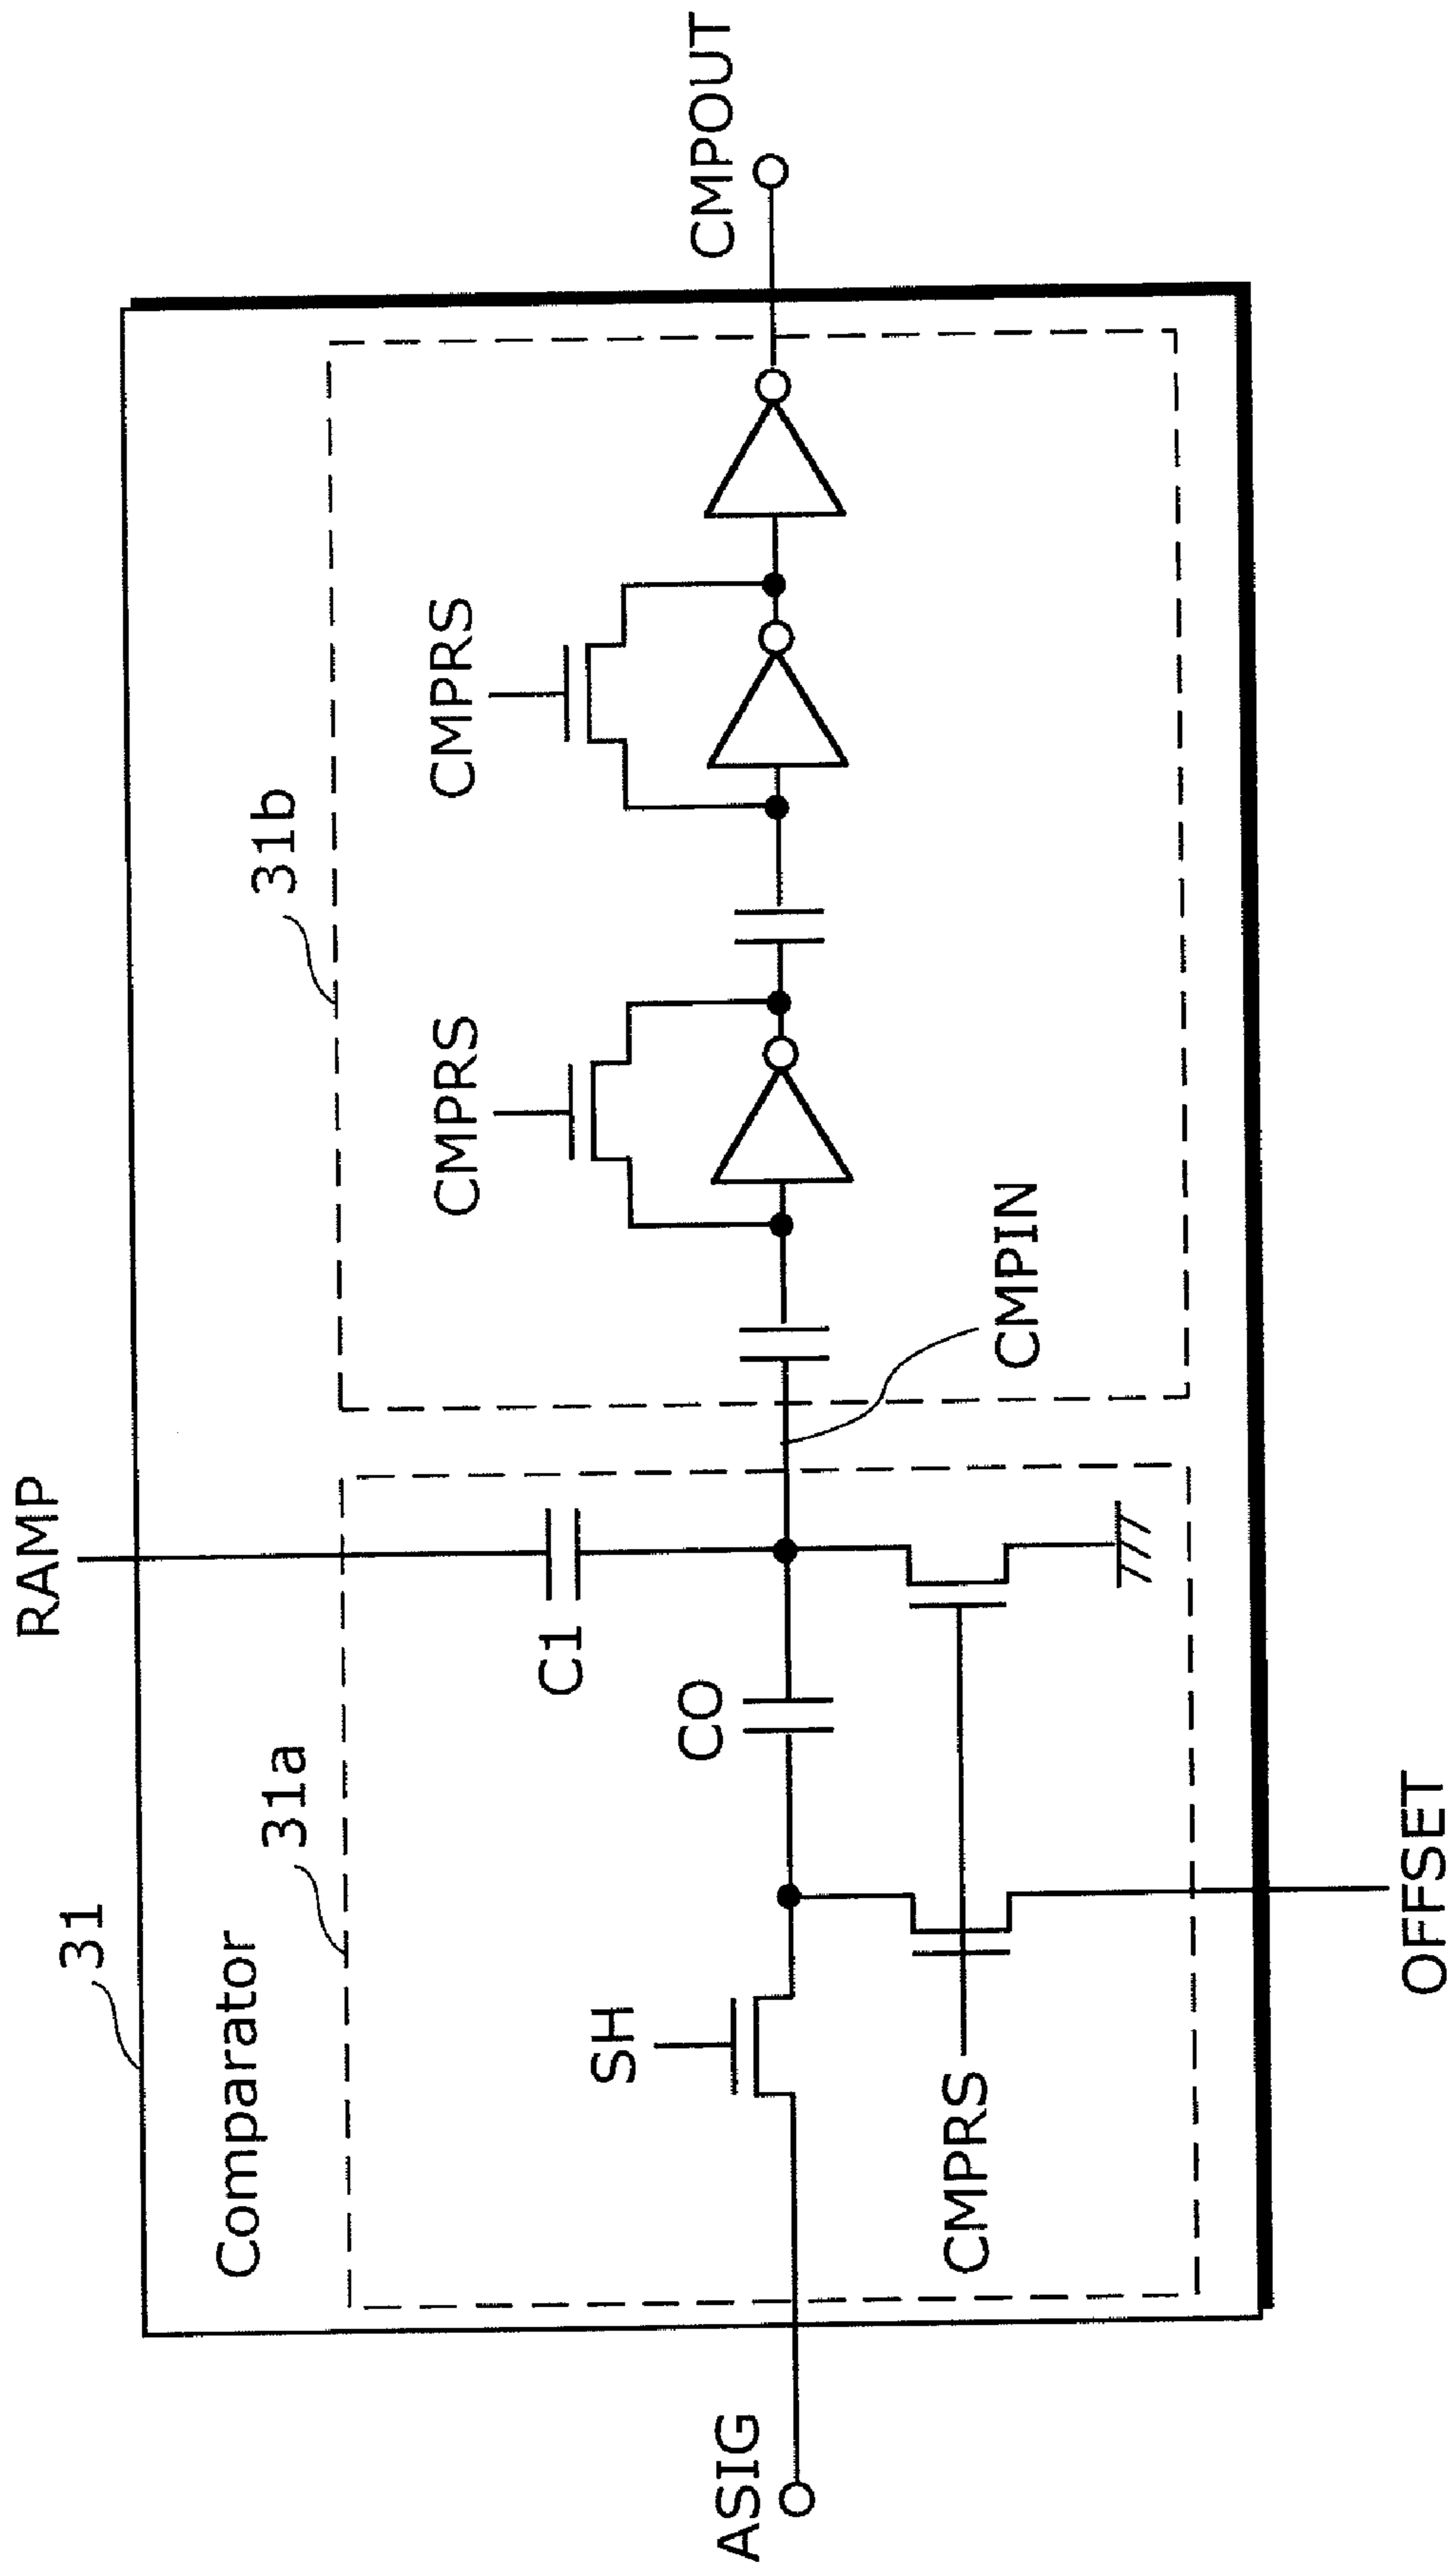 31
Comparator
31a
31b
RAMP
C1
CO
SH
CMPRS
CMPRS
CMPRS
CMPIN
ASIG
CMPOUT
OFFSET